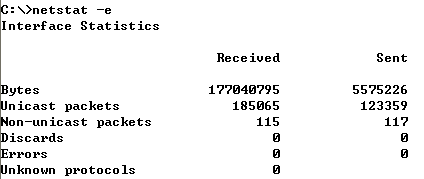 C:\>netstat -e
Interface Statistics
Received Sent
Bytes 177040795 5575226
Unicast packets 185065 123359
Non-unicast packets 115 117
Discards 0 0
Errors 0 0
Unknown protocols 0